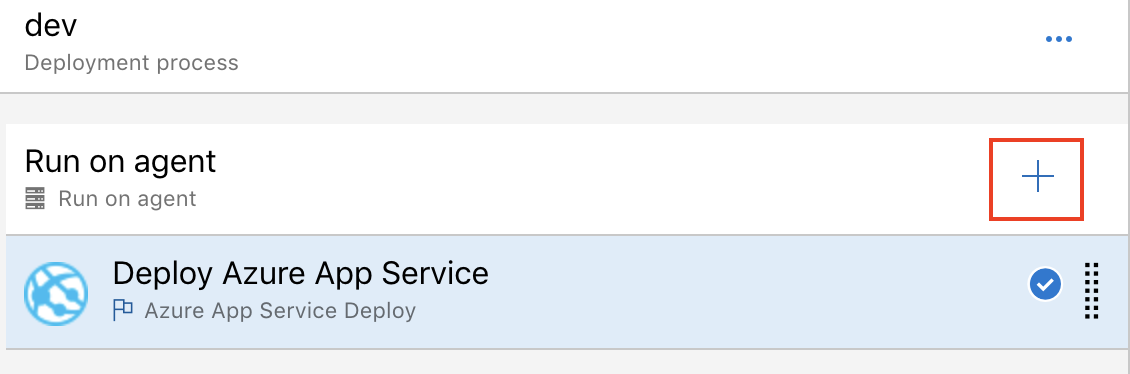 dev
Deployment process
Run on agent
Run on agent
Deploy Azure App Service
Azure App Service Deploy